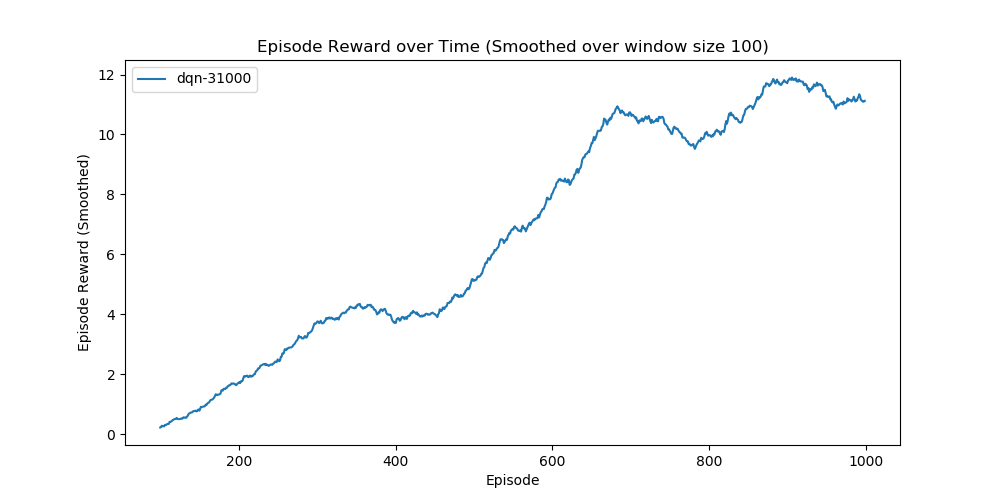 Episode Reward over Time (Smoothed over window size 100)
dqn-31000
Episode Reward (Smoothed)
12
10
8
6
4
2
0
200 400 600 800 1000
Episode